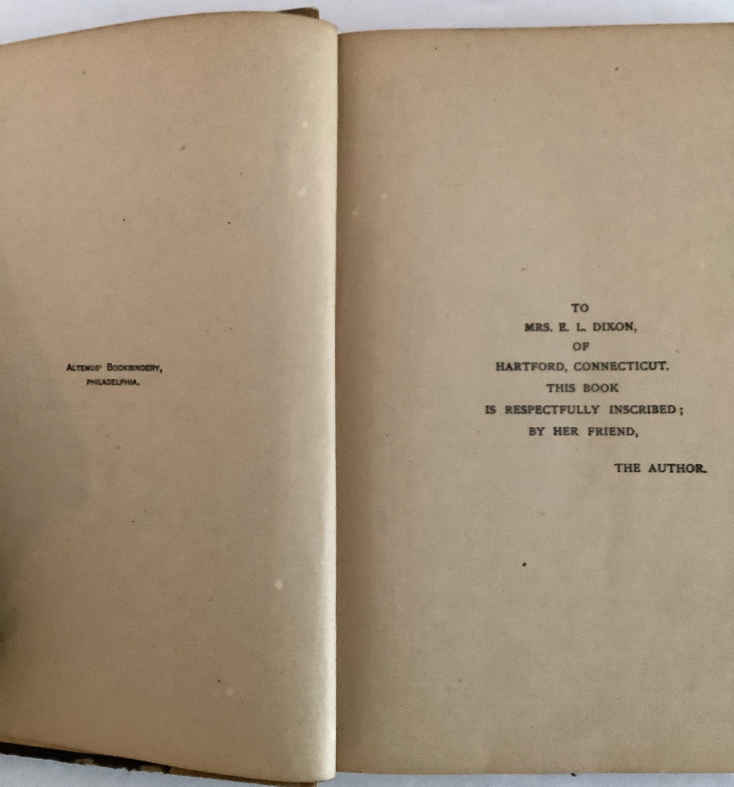 ALTEMUS' BOOKBINDERY,
PHILADELPHIA.
TO
MRS. E. L. DIXON,
OF
HARTFORD, CONNECTICUT.
THIS BOOK
IS RESPECTFULLY INSCRIBED;
BY HER FRIEND,
THE AUTHOR.